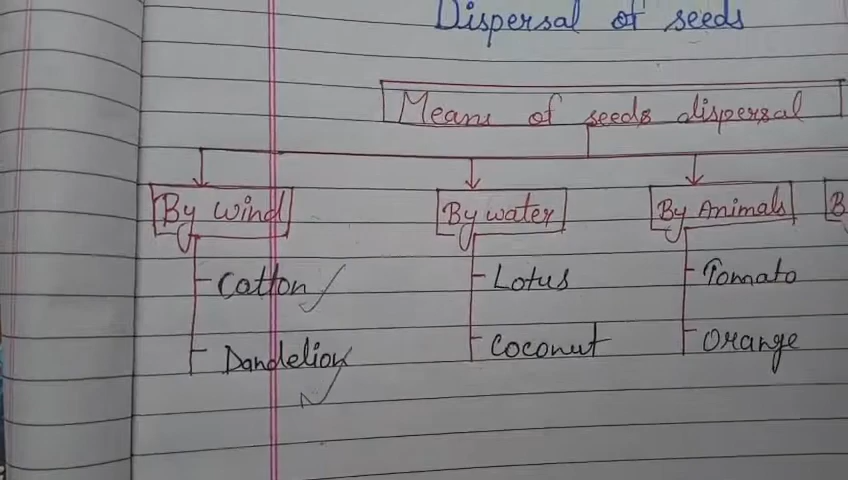 Dispersal of seeds
Means of seeds dispersal
By wind
By water
By Animals
B
Cotton
Lotus
Tomato
Dandelion
Coconut
Orange